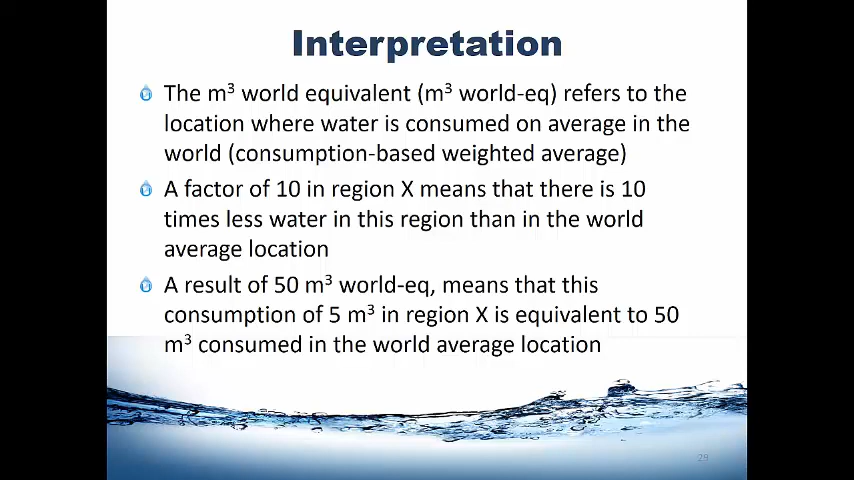 Interpretation
The m³ world equivalent (m³ world-eq) refers to the
location where water is consumed on average in the
world (consumption-based weighted average)
A factor of 10 in region X means that there is 10
times less water in this region than in the world
average location
A result of 50 m³ world-eq, means that this
consumption of 5 m³ in region X is equivalent to 50
m³ consumed in the world average location